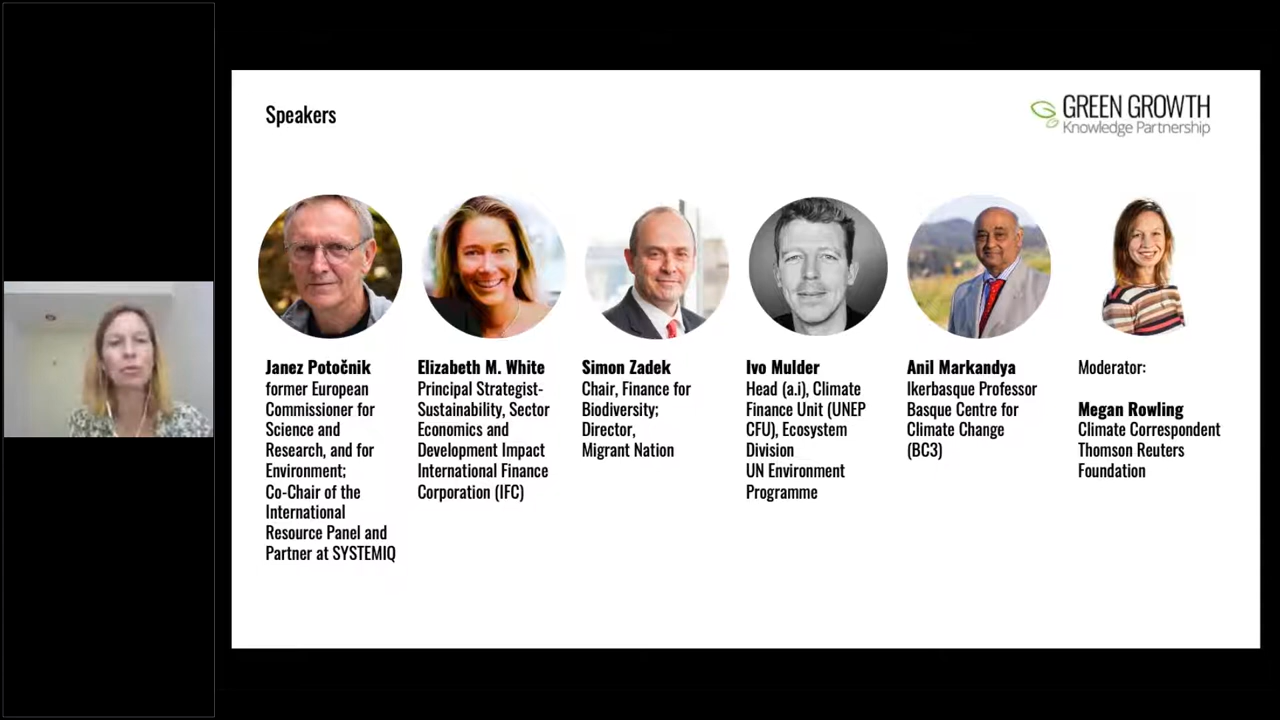 Speakers
GREEN GROWTH
Knowledge Partnership
Janez Potočnik
former European
Commissioner for
Science and
Research, and for
Environment;
Co-Chair of the
International
Resource Panel and
Partner at SYSTEMIQ
Elizabeth M. White
Principal Strategist-
Sustainability, Sector
Economics and
Development Impact
International Finance
Corporation (IFC)
Simon Zadek
Chair, Finance for
Biodiversity;
Director,
Migrant Nation
Ivo Mulder
Head (a.i), Climate
Finance Unit (UNEP
CFU), Ecosystem
Division
UN Environment
Programme
Anil Markandya
Ikerbasque Professor
Basque Centre for
Climate Change
(BC3)
Moderator:
Megan Rowling
Climate Correspondent
Thomson Reuters
Foundation